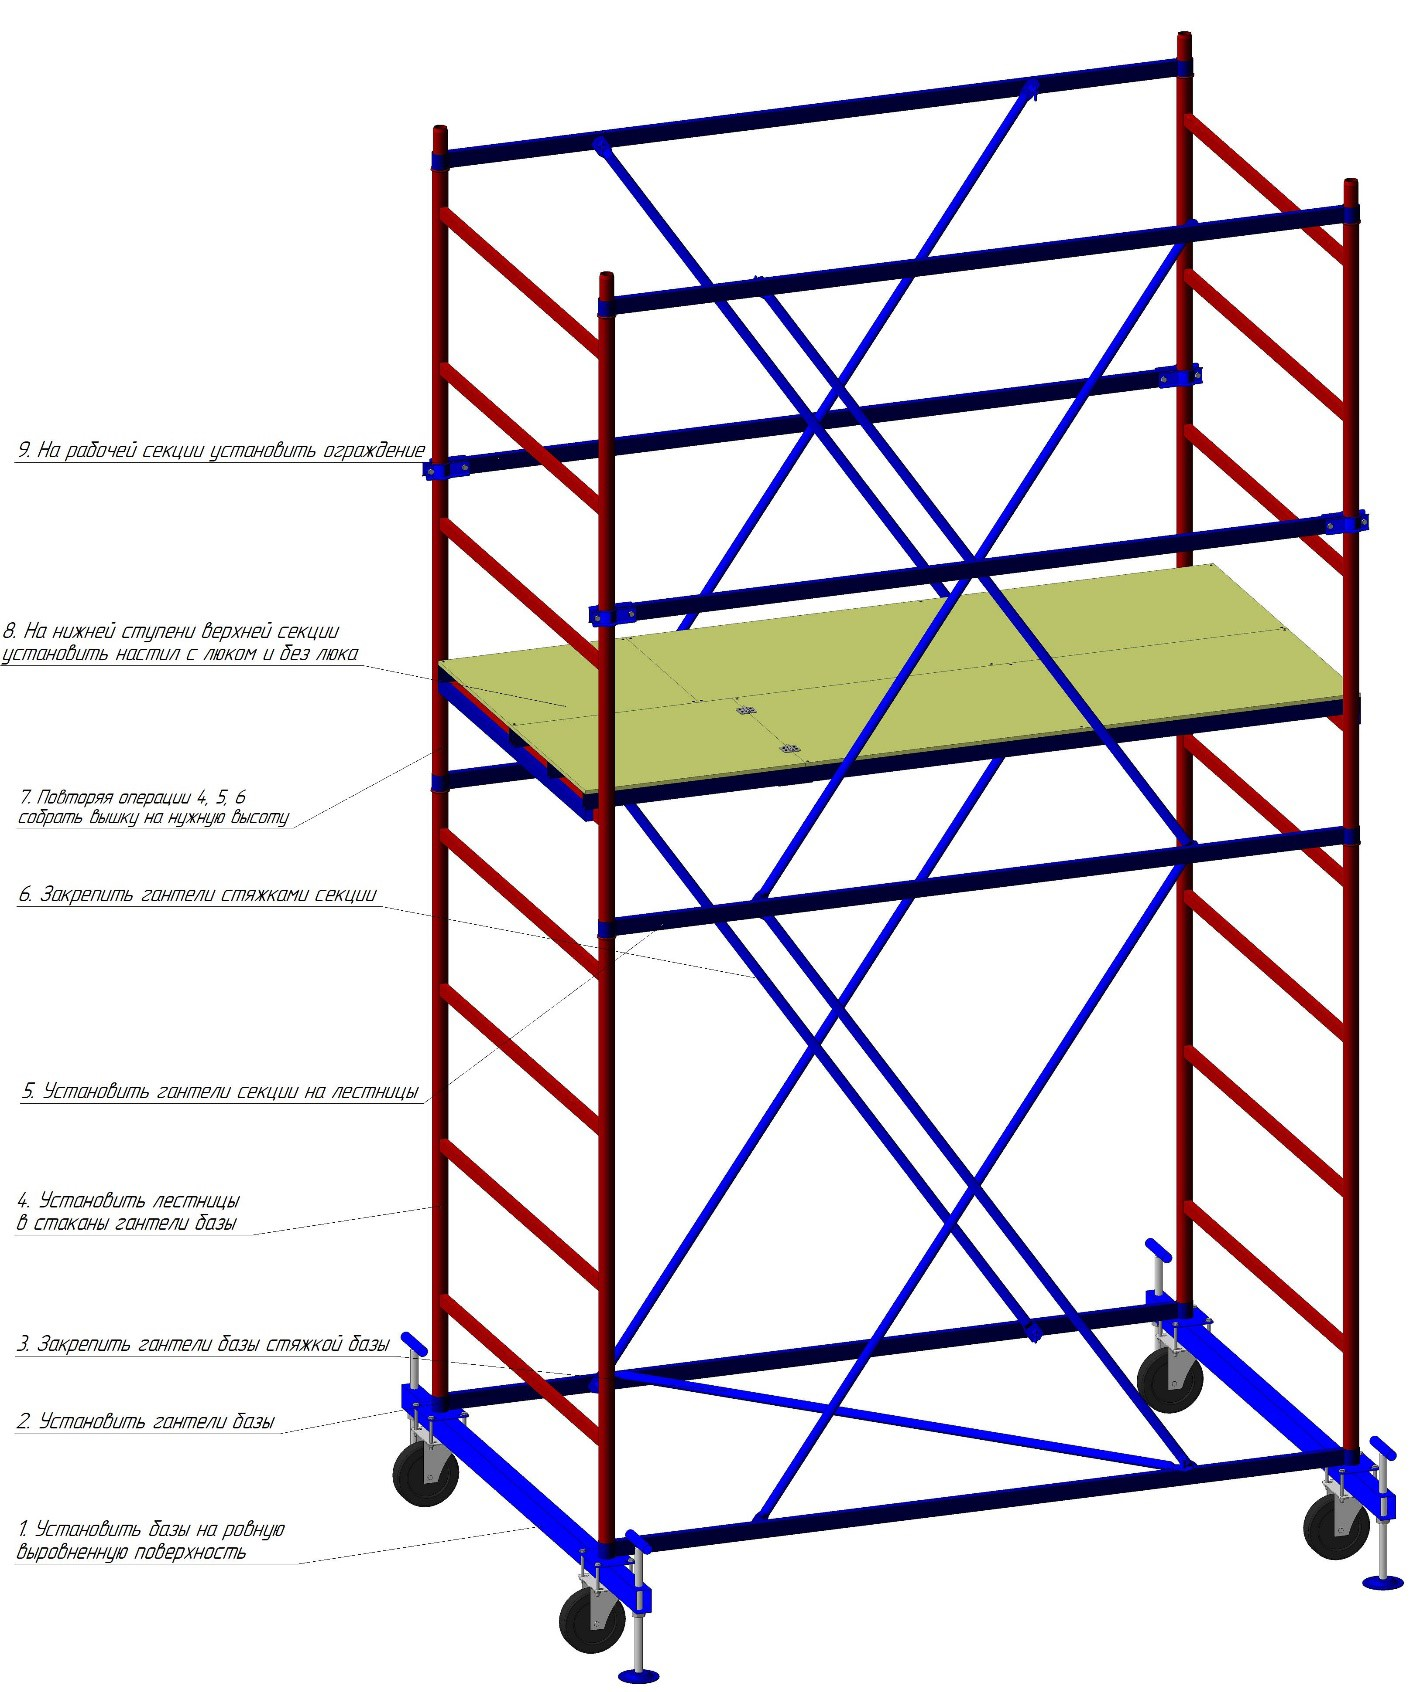 9. На рабочей секции установить ограждение
8. На нижней ступени верхней секции
установить настил с люком и без люка
7. Повторяя операции 4, 5, 6
собрать вышку на нужную высоту
6. Закрепить гантели стяжками секции
5. Установить гантели секции на лестницы
4. Установить лестницы
в стаканы гантели базы
3. Закрепить гантели базы стяжкой базы
2. Установить гантели базы
1. Установить базы на ровную
выровненную поверхность